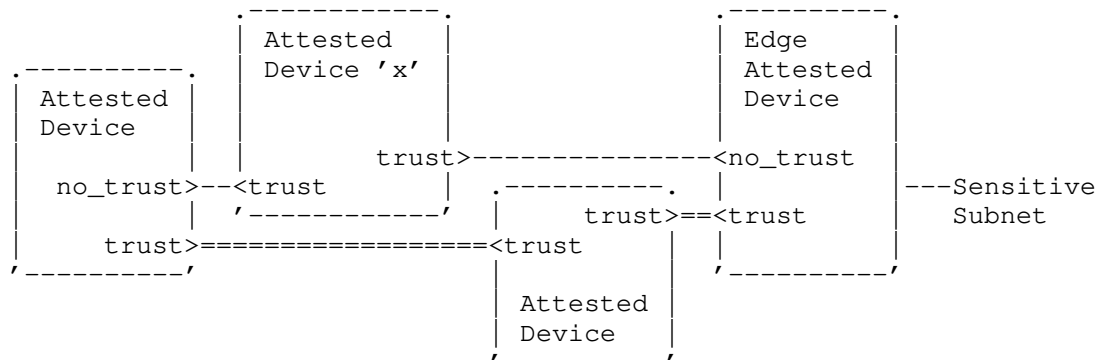 Attested Edge
Device 'x' Attested
Attested Device
Device
trust>---------------<no_trust
no_trust>--<trust ---Sensitive
trust>==<trust Subnet
trust>==================<trust
Attested
Device